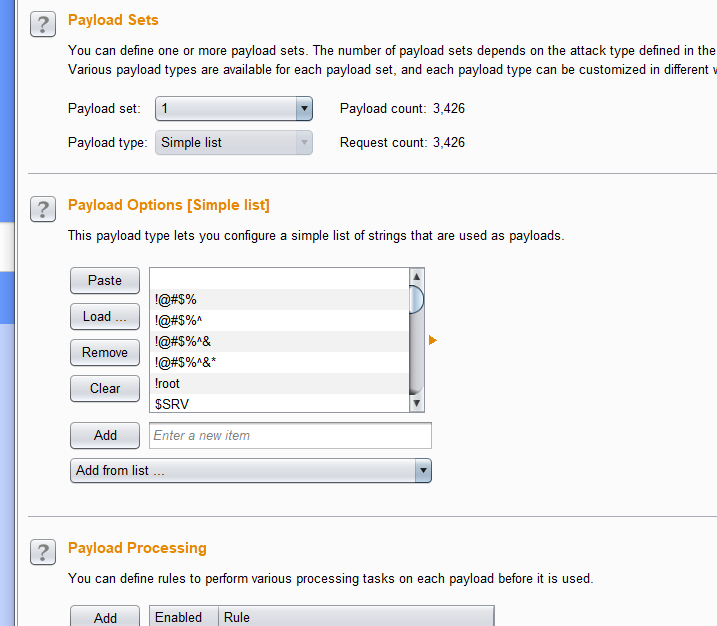 ?
Payload Sets
You can define one or more payload sets. The number of payload sets depends on the attack type defined in the
Various payload types are available for each payload set, and each payload type can be customized in different
Payload set: 1 Payload count: 3,426
Payload type: Simple list Request count: 3,426
?
Payload Options [Simple list]
This payload type lets you configure a simple list of strings that are used as payloads.
Paste
Load ...
Remove
Clear
!@#$%
!@#$%^
!@#$%^&
!@#$%^&*
!root
$SRV
Add Enter a new item
Add from list ...
?
Payload Processing
You can define rules to perform various processing tasks on each payload before it is used.
Add Enabled Rule